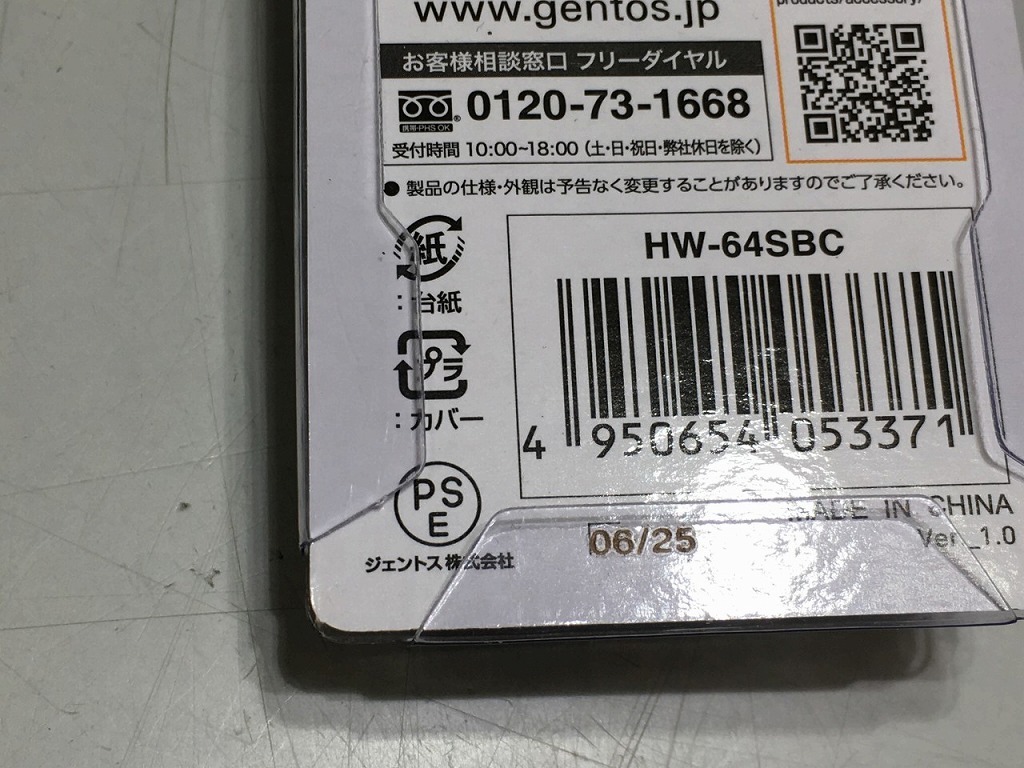 www.gentos.jp
products/accessory/
お客様相談窓口 フリーダイヤル
携帯・PHS OK
0120-73-1668
受付時間 10:00~18:00 (土・日・祝日・弊社休日を除く)
● 製品の仕様・外観は予告なく変更することがありますのでご了承ください。
紙
：台紙
プラ
：カバー
HW-64SBC
4 950654 053371
PSE
ジェントス株式会社
06/25
MADE IN CHINA
Ver._1.0